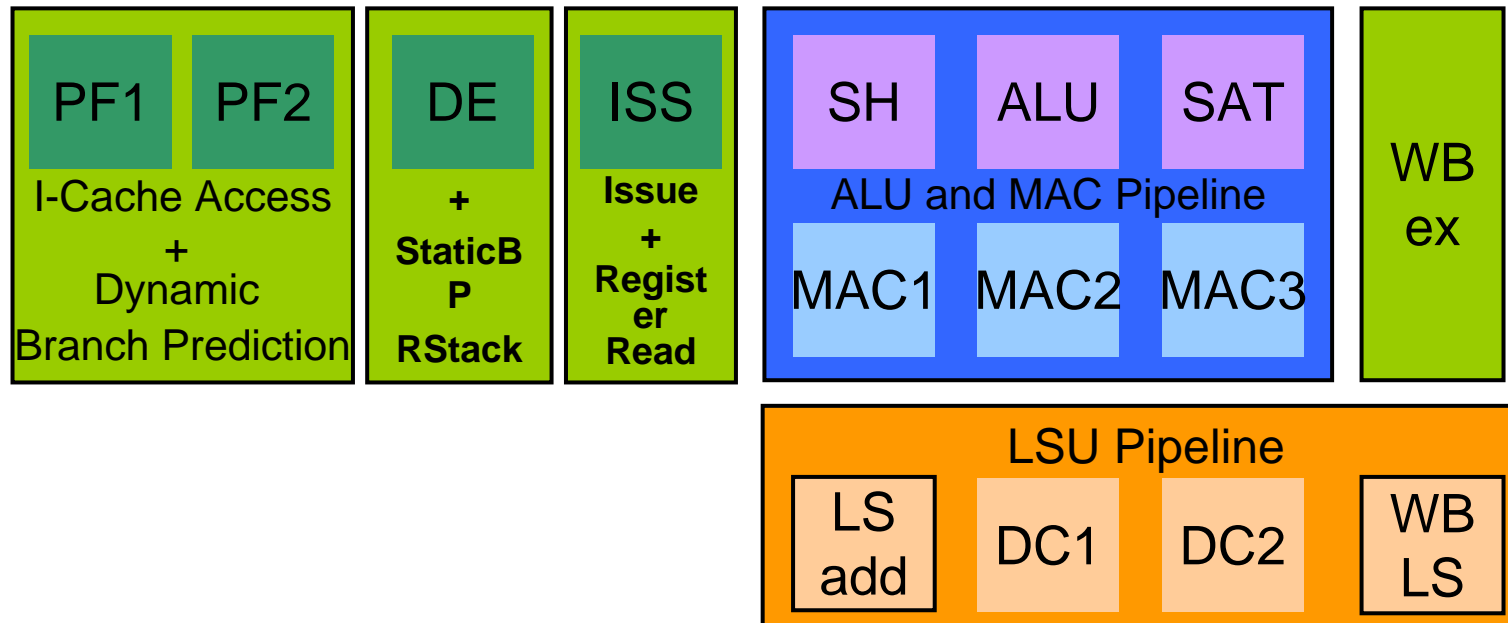 PF1
PF2
I-Cache Access
+
Dynamic
Branch Prediction
DE
+
StaticB
P
RStack
ISS
Issue
+
Regist
er
Read
SH
ALU
SAT
ALU and MAC Pipeline
MAC1
MAC2
MAC3
WB
ex
LSU Pipeline
LS
add
DC1
DC2
WB
LS